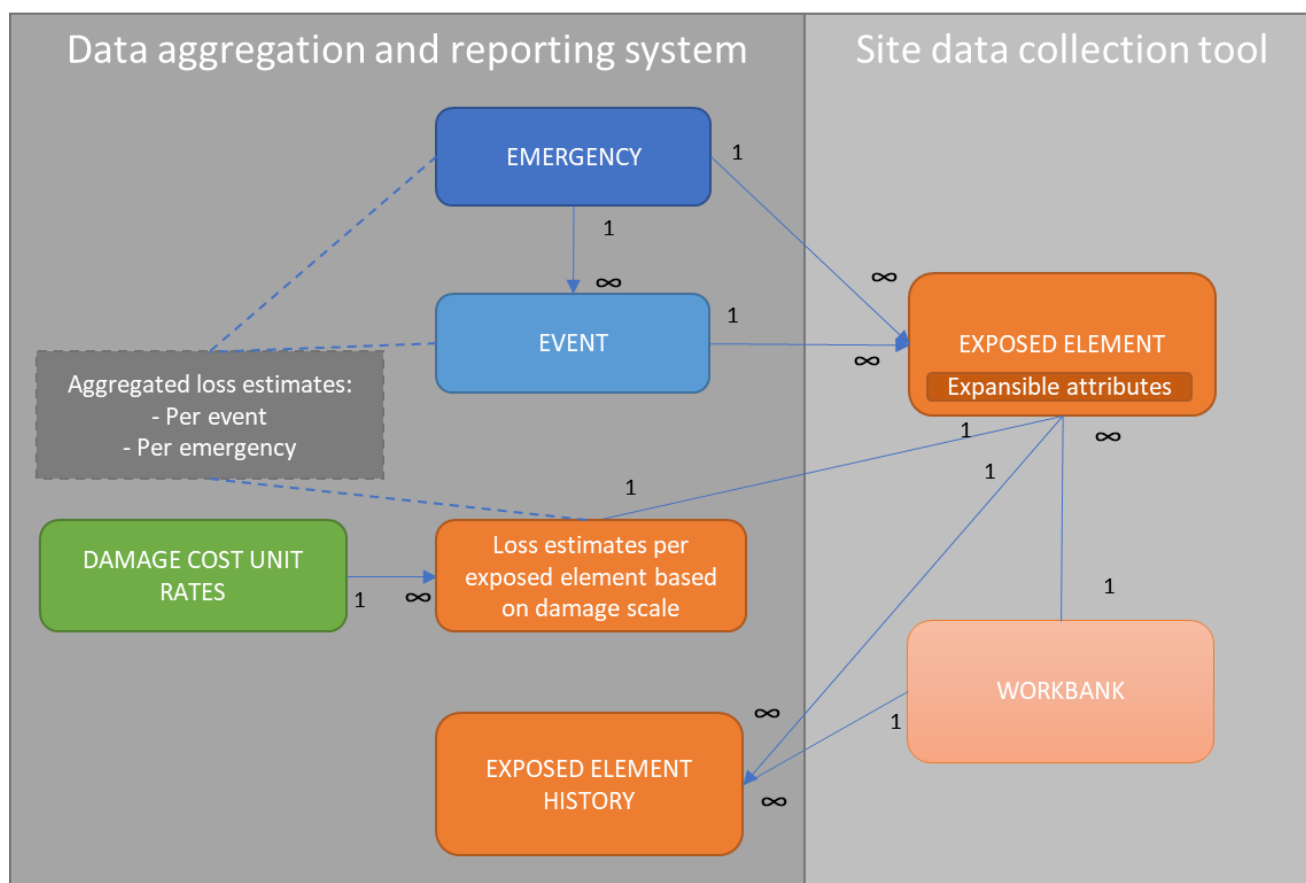 Data aggregation and reporting system
Site data collection tool
EMERGENCY
1
1
∞
∞
EVENT
1
∞
EXPOSED ELEMENT
Expansible attributes
Aggregated loss estimates:
- Per event
- Per emergency
1
∞
1
1
DAMAGE COST UNIT
RATES
1
∞
Loss estimates per
exposed element based
on damage scale
1
WORKBANK
1
∞
EXPOSED ELEMENT
HISTORY
∞